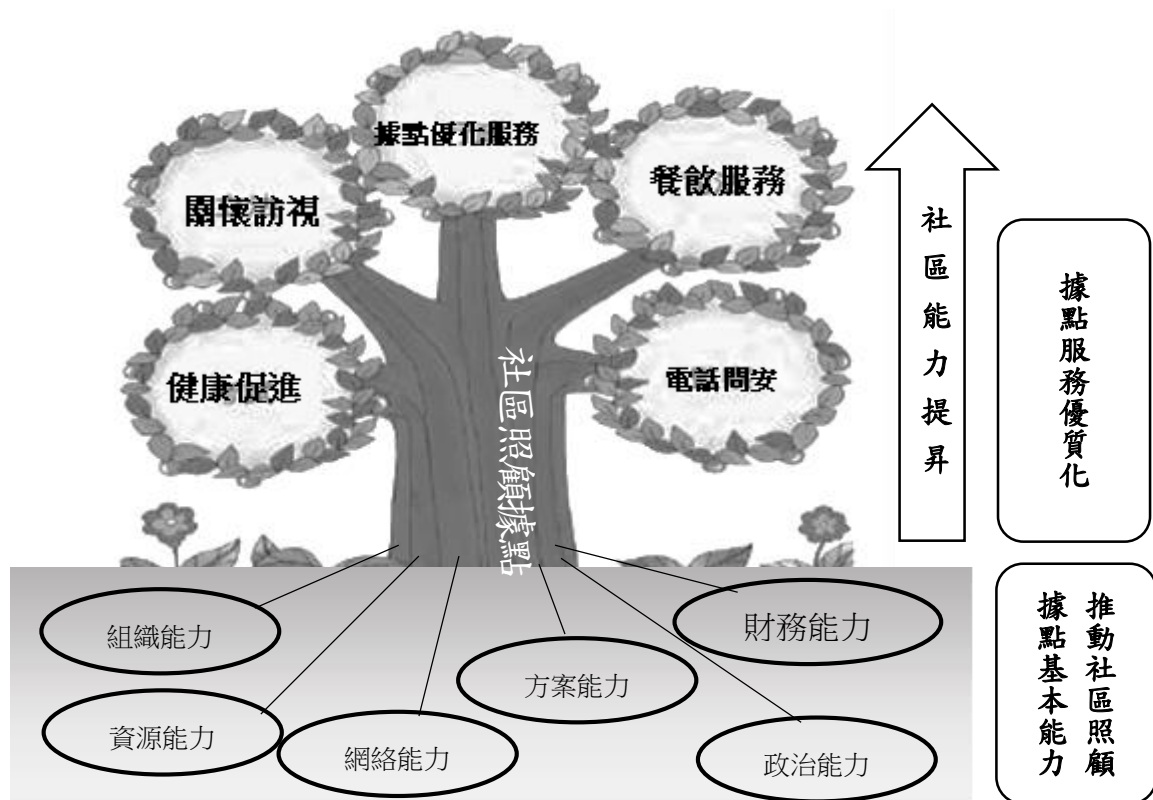 據點優化服務
關懷訪視
餐飲服務
健康促進
電話問安
社區照顧據點
社區能力提昇
據點服務優質化
組織能力
財務能力
方案能力
資源能力
網絡能力
政治能力
推動社區照顧
據點基本能力